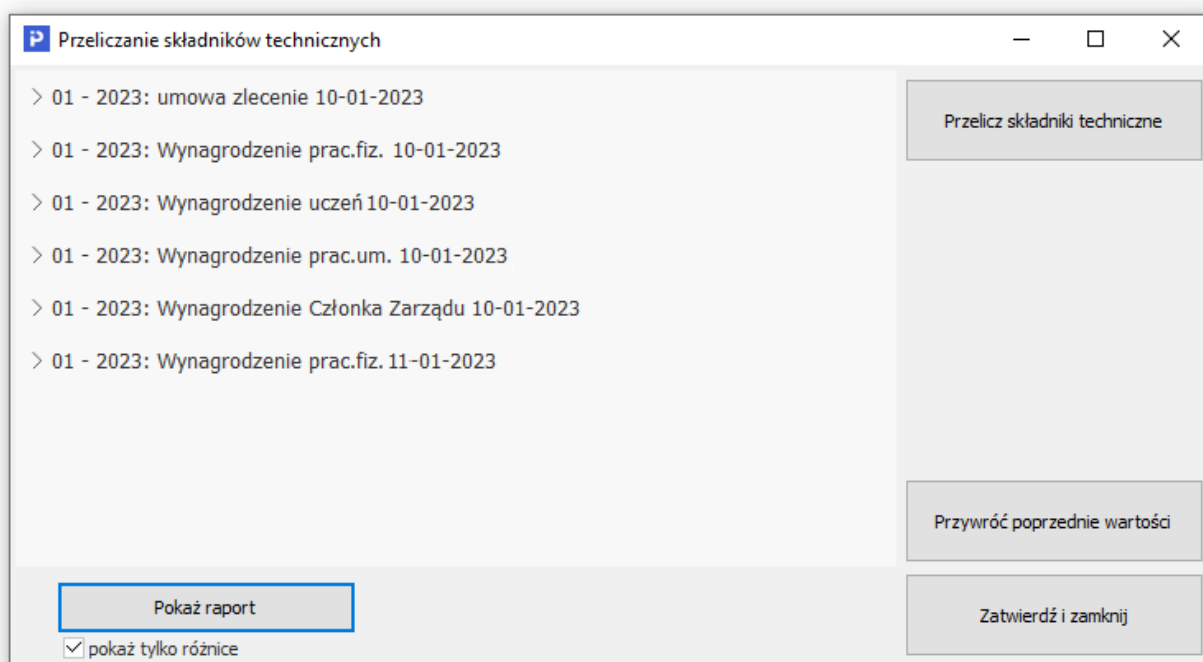 Przeliczanie składników technicznych
01 - 2023: umowa zlecenie 10-01-2023
01 - 2023: Wynagrodzenie prac.fiz. 10-01-2023
01 - 2023: Wynagrodzenie uczeń 10-01-2023
01 - 2023: Wynagrodzenie prac.um. 10-01-2023
01 - 2023: Wynagrodzenie Członka Zarządu 10-01-2023
01 - 2023: Wynagrodzenie prac.fiz. 11-01-2023
Przelicz składniki techniczne
Przywróć poprzednie wartości
Pokaż raport
pokaż tylko różnice
Zatwierdź i zamknij